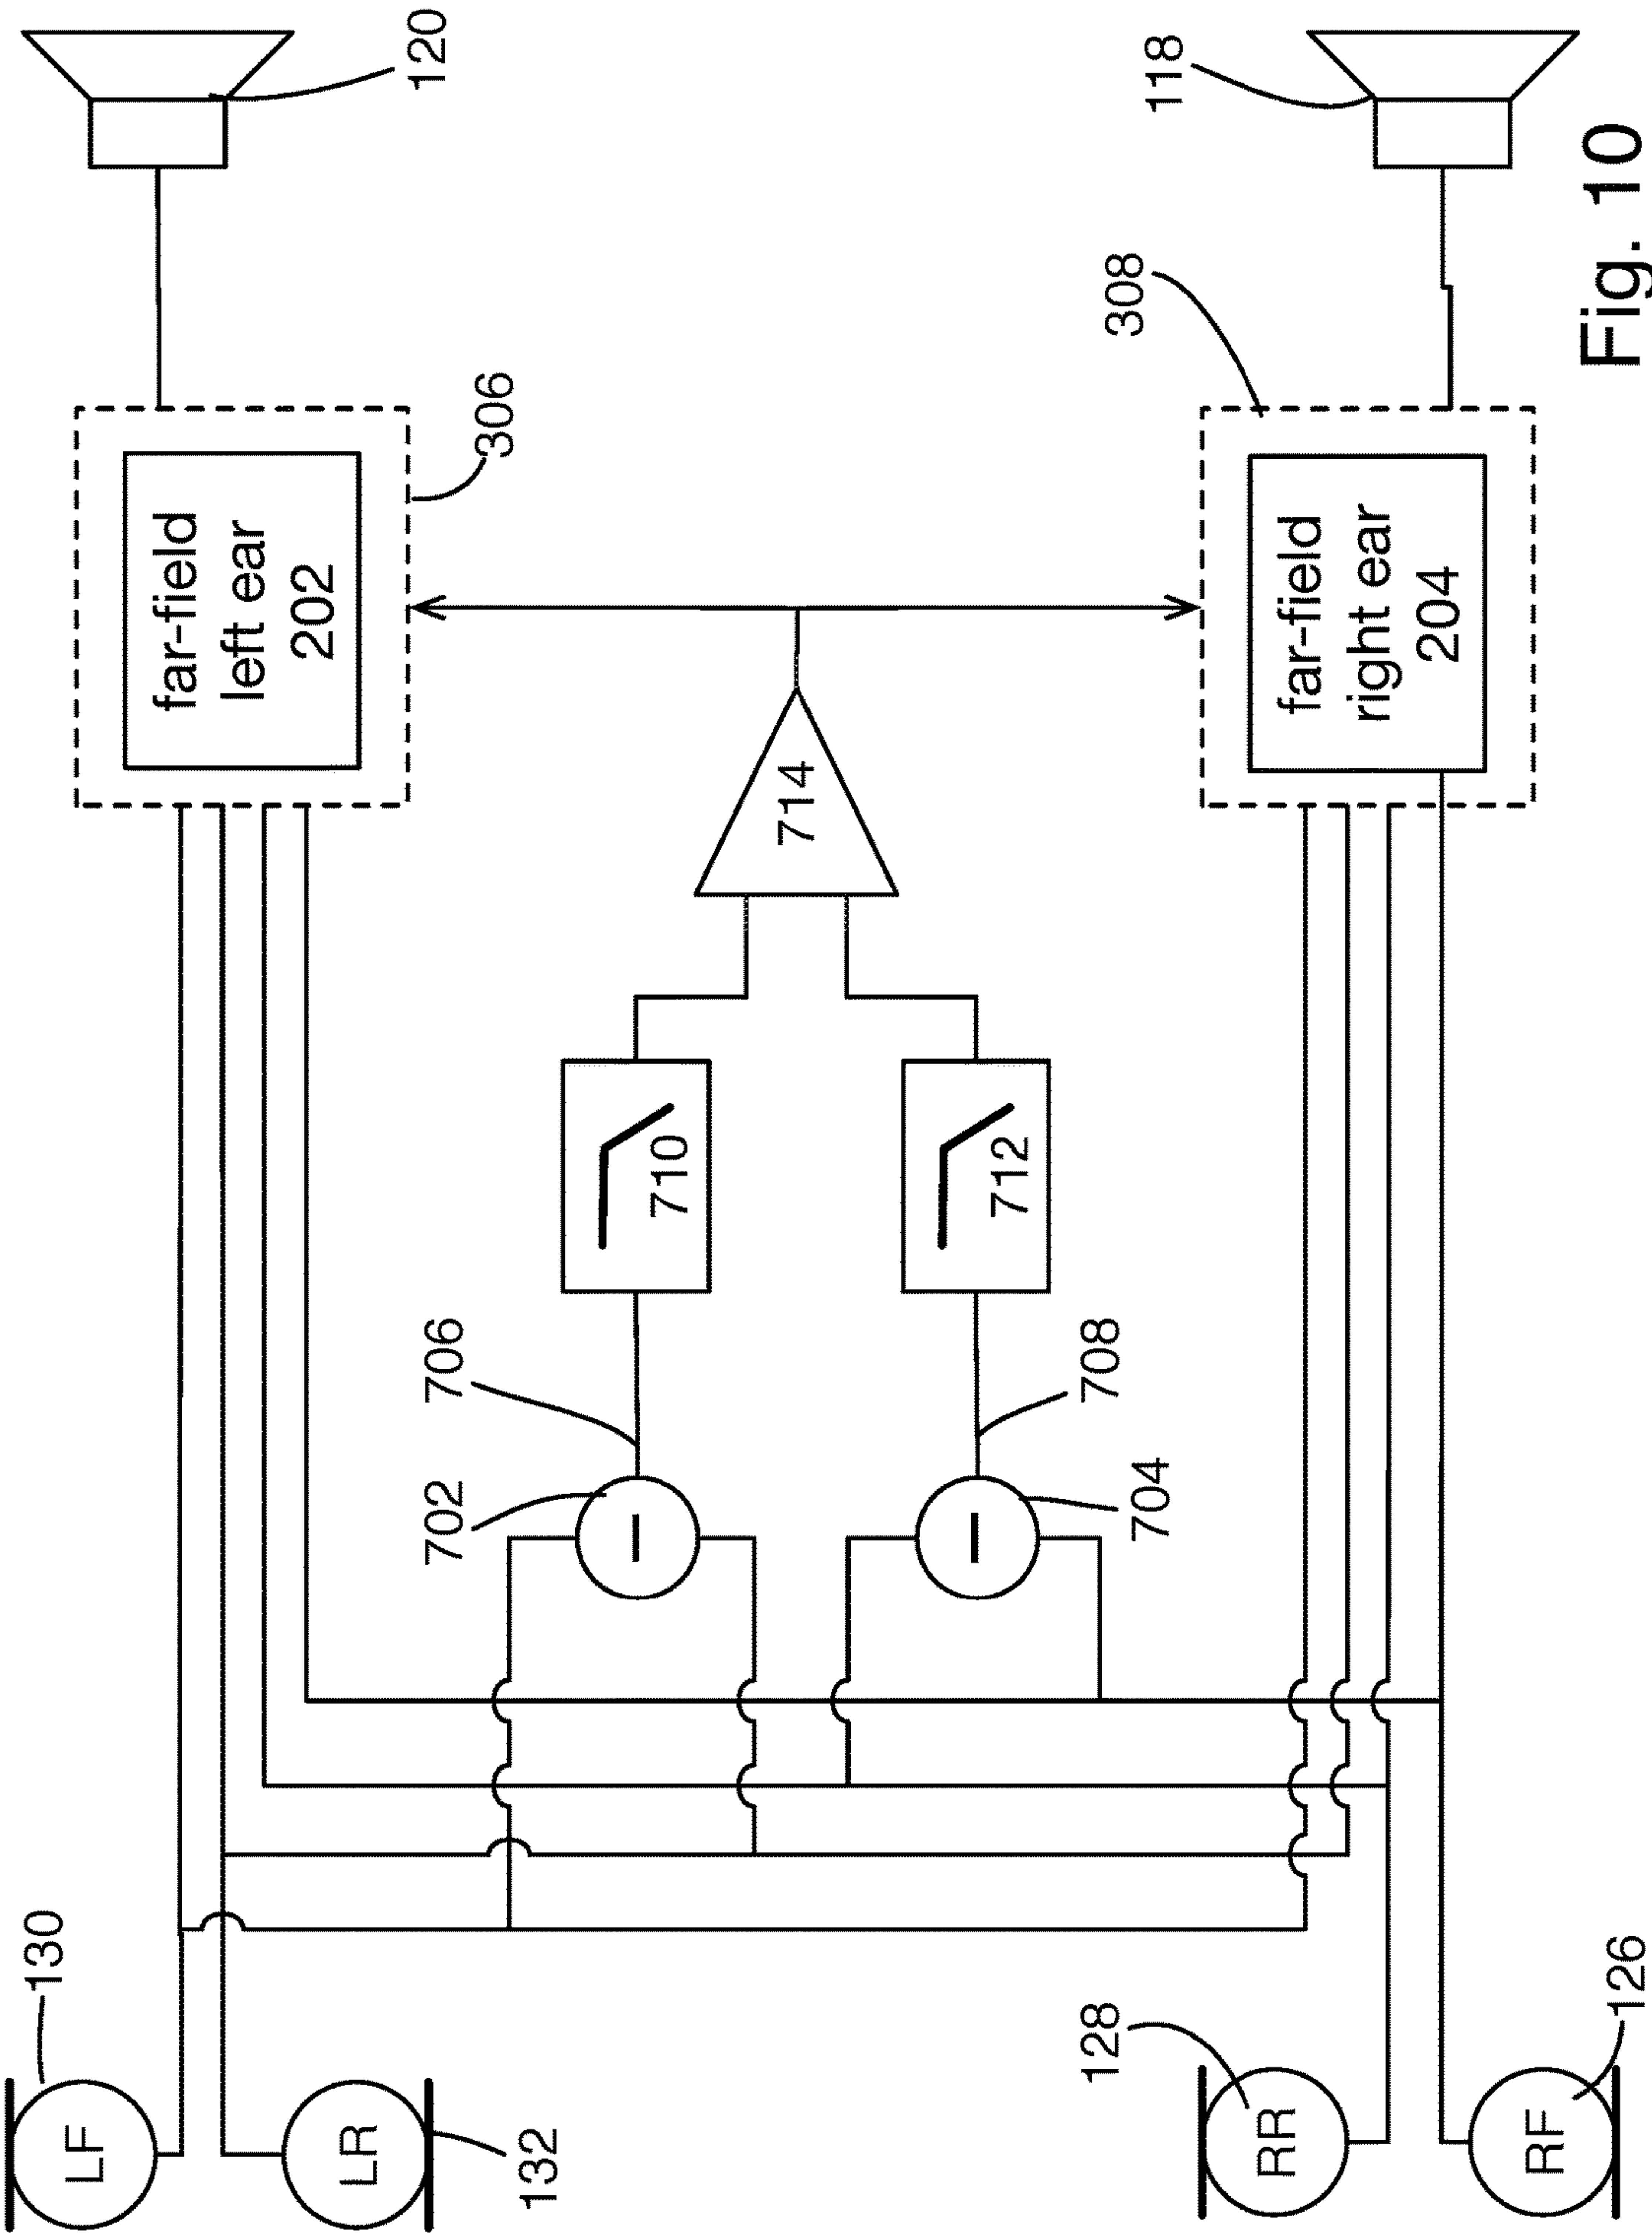 LF
130
LR
132
RR
128
RF
126
702
706
704
708
710
712
714
far-field
left ear
202
306
far-field
right ear
204
308
120
118
Fig. 10